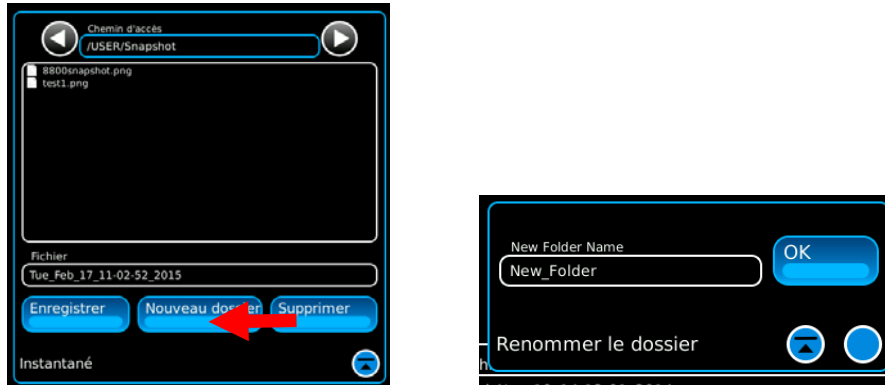 Chemin d'accès
/USER/Snapshot
8800snapshot.png
test1.png
Fichier
Tue_Feb_17_11-02-52_2015
Enregistrer
Nouveau dossier
Supprimer
Instantané
New Folder Name
New_Folder
OK
Renommer le dossier